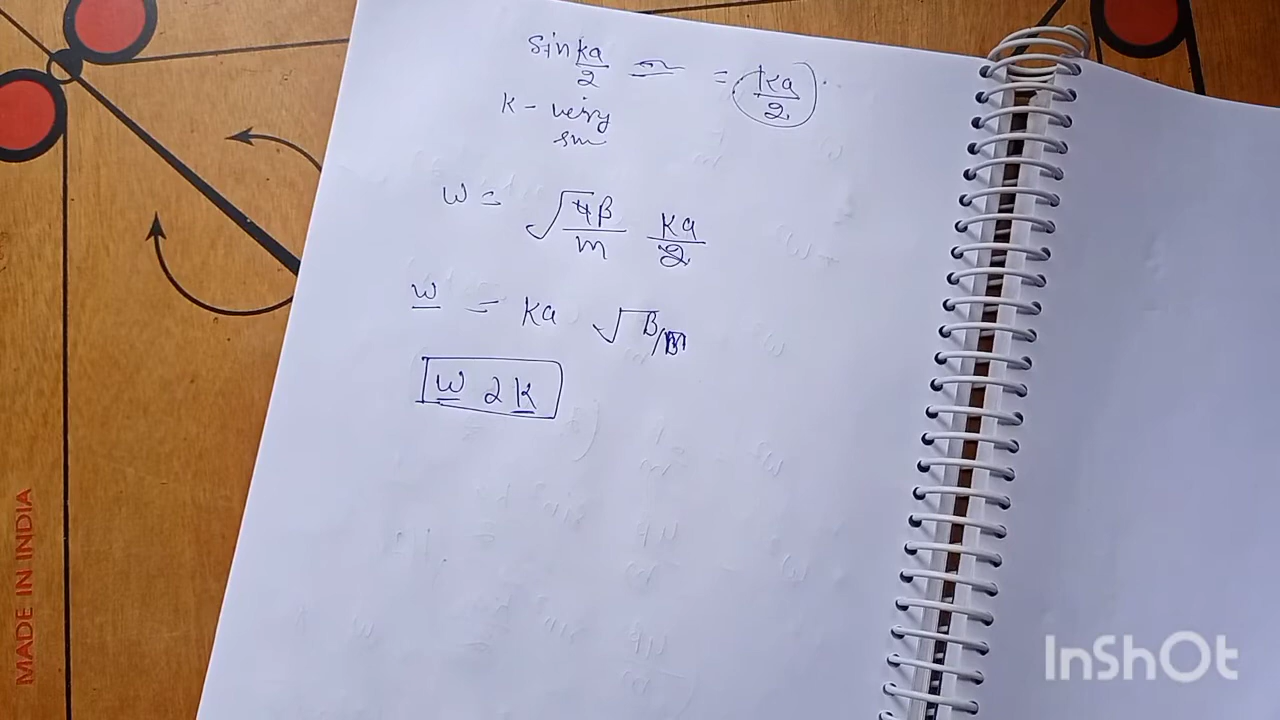 sin ka/2 ≃ = ka/2
K - very
sm
w = √4β/m ka/2
w = ka √β/m
w ∝ k
MADE IN INDIA
InShOt